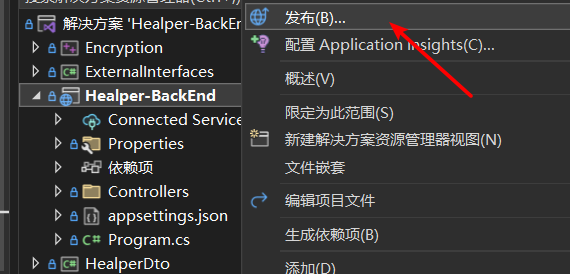 解决方案 'Healper-BackEn
Encryption
ExternalInterfaces
Healper-BackEnd
Connected Service
Properties
依赖项
Controllers
appsettings.json
Program.cs
HealperDto
发布(B)...
配置 Application Insights(C)...
概述(V)
限定为此范围(S)
新建解决方案资源管理器视图(N)
文件嵌套
编辑项目文件
生成依赖项(B)
添加(D)